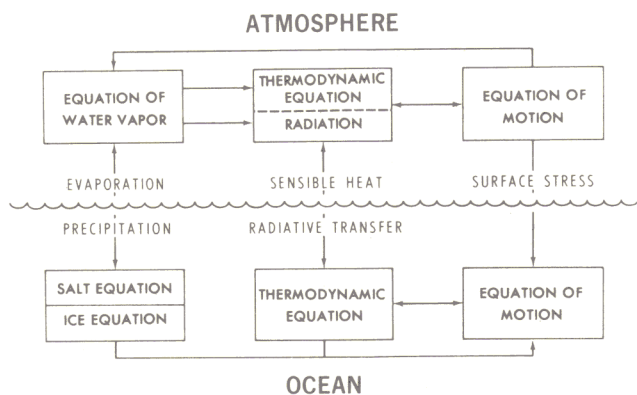 ATMOSPHERE
EQUATION OF
WATER VAPOR
THERMODYNAMIC
EQUATION
RADIATION
EQUATION OF
MOTION
EVAPORATION
SENSIBLE HEAT
SURFACE STRESS
PRECIPITATION
RADIATIVE TRANSFER
SALT EQUATION
ICE EQUATION
THERMODYNAMIC
EQUATION
EQUATION OF
MOTION
OCEAN